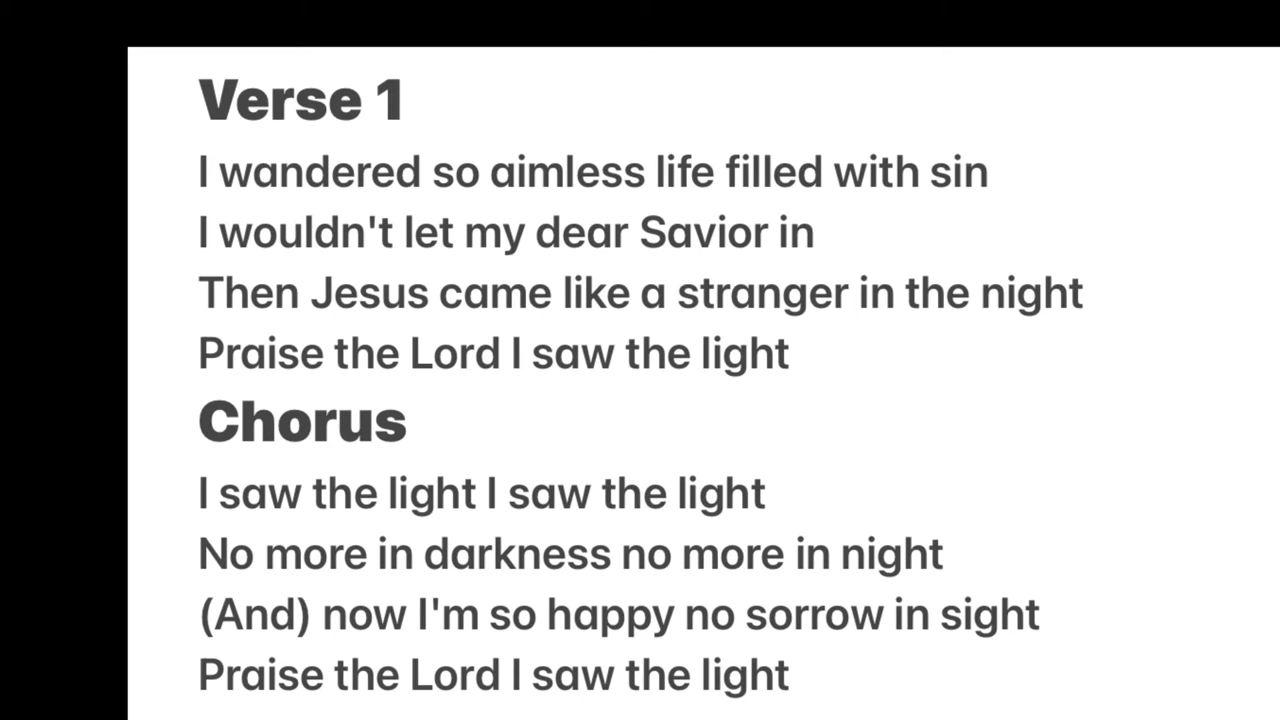 Verse 1
I wandered so aimless life filled with sin
I wouldn't let my dear Savior in
Then Jesus came like a stranger in the night
Praise the Lord I saw the light
Chorus
I saw the light I saw the light
No more in darkness no more in night
(And) now I'm so happy no sorrow in sight
Praise the Lord I saw the light